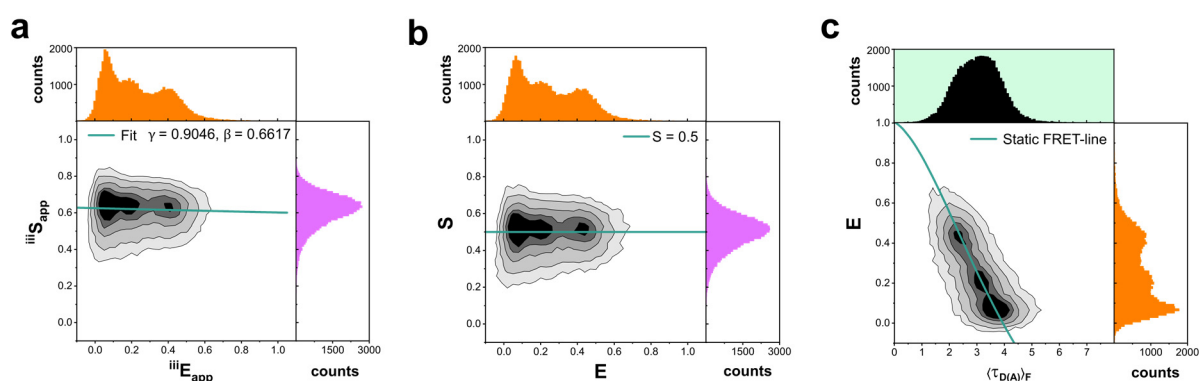 a
counts
2000
1000
Fit γ = 0.9046, β = 0.6617
1.0
0.8
0.6
0.4
0.2
0.0
iiiSapp
0.0 0.2 0.4 0.6 0.8 1.0
iiiEapp
1500 3000
counts
b
counts
2000
1000
S = 0.5
1.0
0.8
0.6
0.4
0.2
0.0
S
0.0 0.2 0.4 0.6 0.8 1.0
E
1500 3000
counts
c
counts
2000
1000
Static FRET-line
1.0
0.8
0.6
0.4
0.2
0.0
E
0 1 2 3 4 5 6 7
⟨τD(A)⟩F
1000 2000
counts